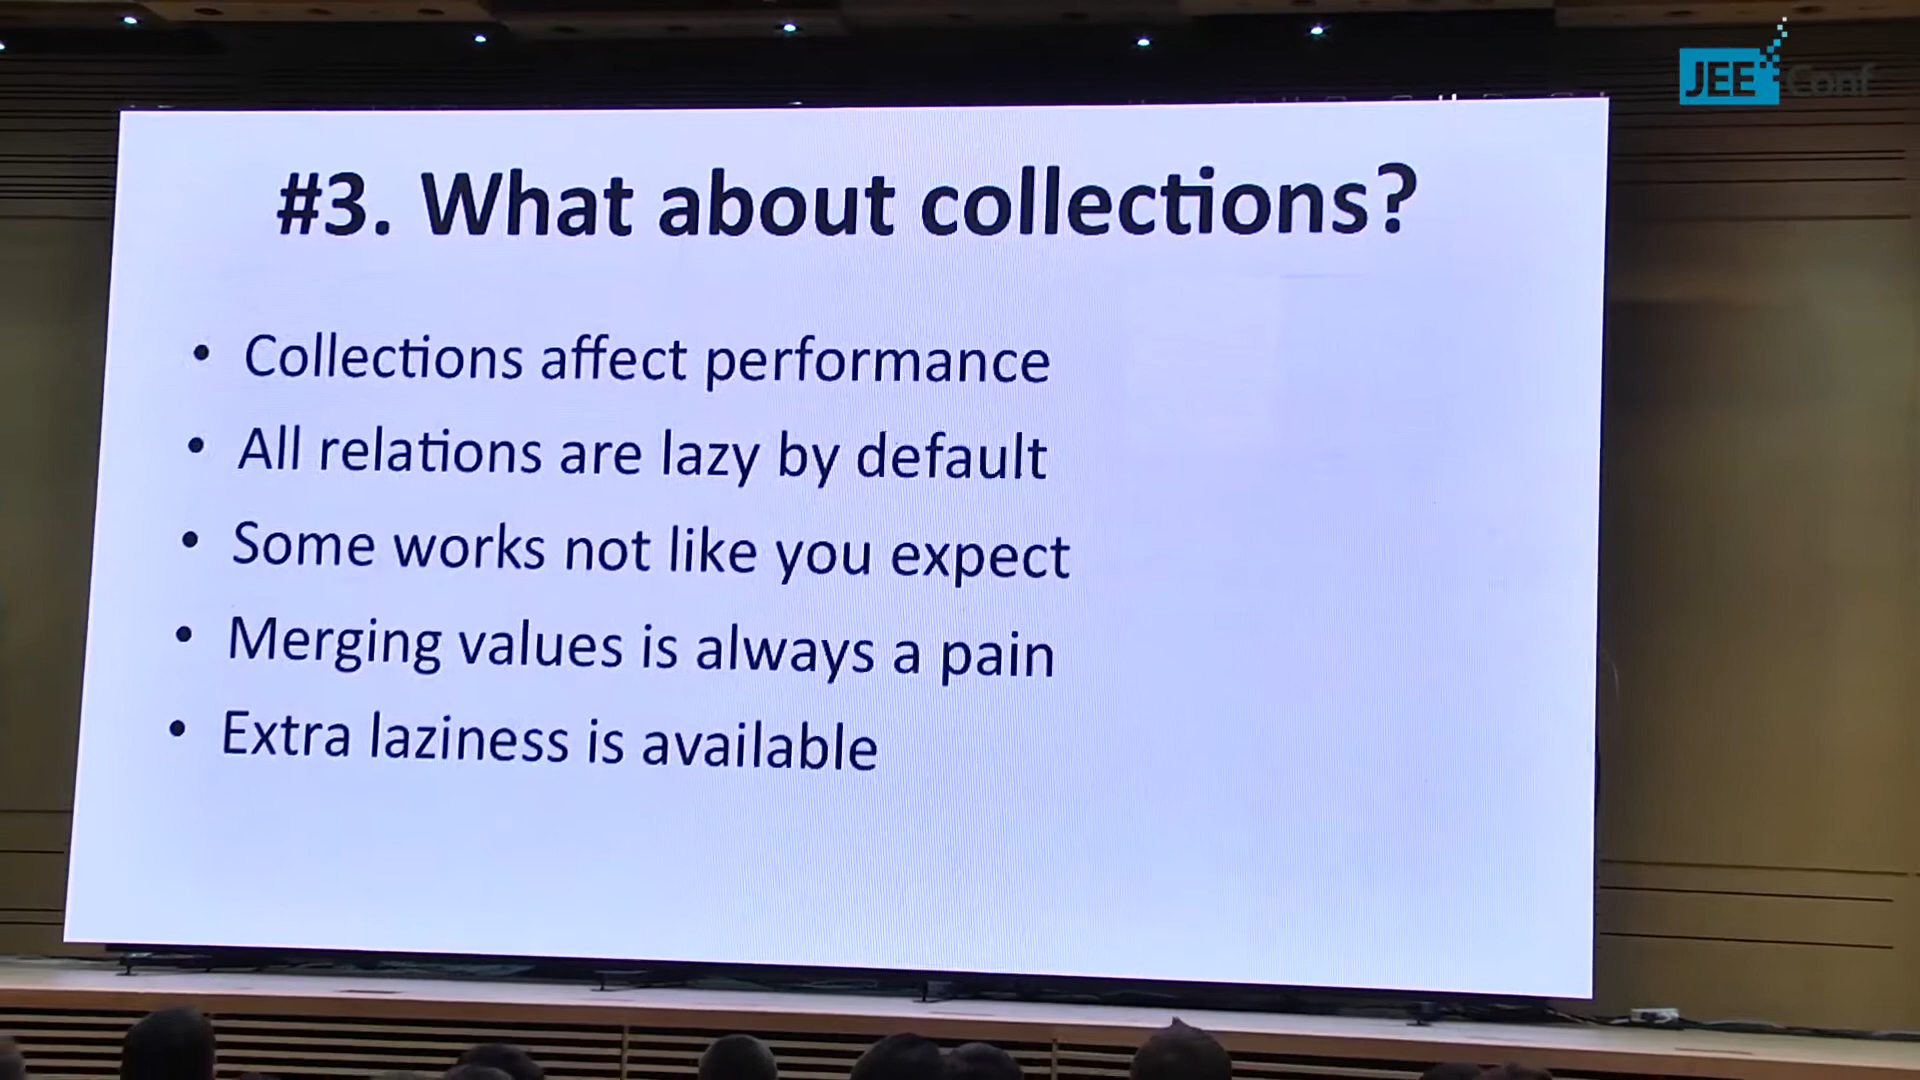 JEE Conf
#3. What about collections?
• Collections affect performance
• All relations are lazy by default
• Some works not like you expect
• Merging values is always a pain
• Extra laziness is available